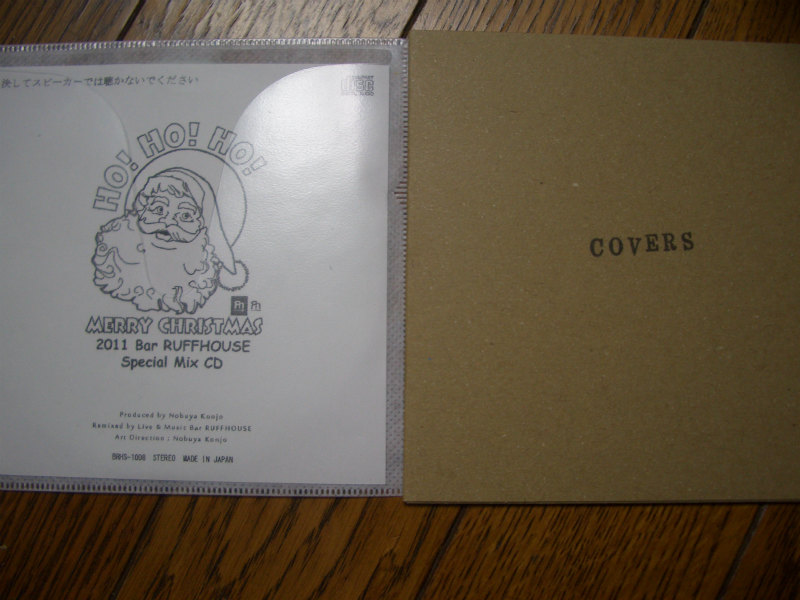 決してスピーカーでは聴かないでください
COMPACT
disc
HO! HO! HO!
MERRY CHRISTMAS
2011 Bar RUFFHOUSE
Special Mix CD
Produced by Nobuya Konjo
Remixed by Live & Music Bar RUFFHOUSE
Art Direction : Nobuya Konjo
BRHS-1008 STEREO MADE IN JAPAN
COVERS